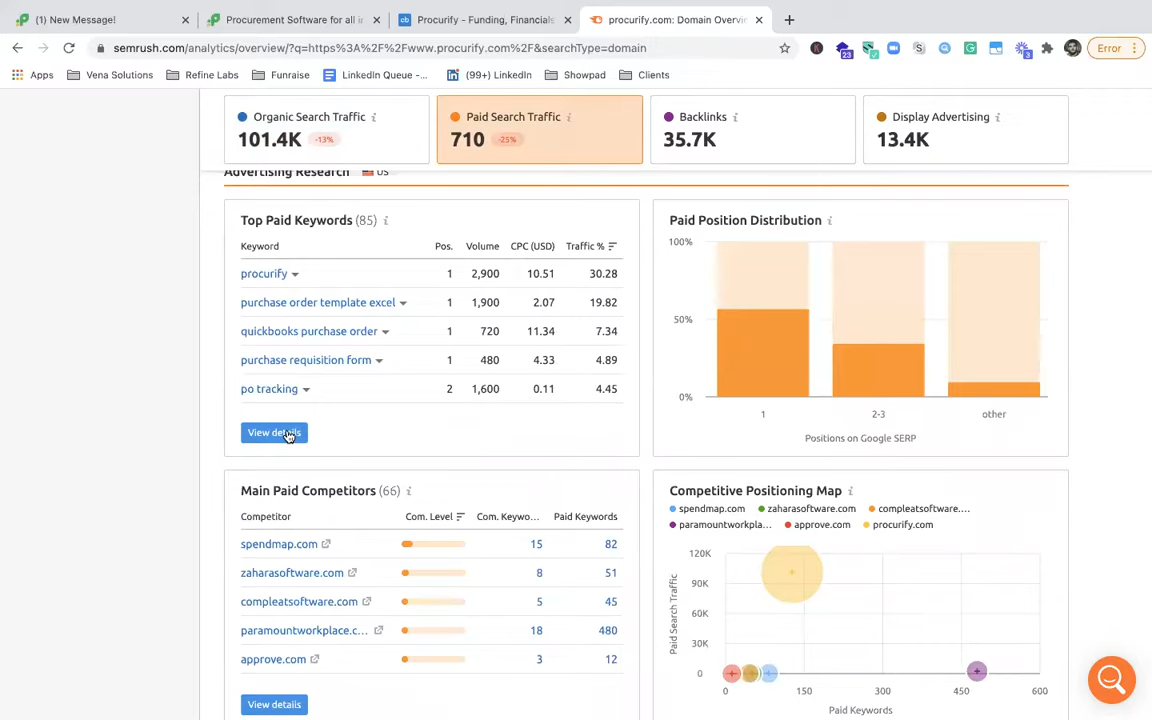 (1) New Message!
Procurement Software for all i
Procurify - Funding, Financials
procurify.com: Domain Overvi
semrush.com/analytics/overview/?q=https%3A%2F%2Fwww.procurify.com%2F&searchType=domain
23
3
Error
Apps
Vena Solutions
Refine Labs
Funraise
LinkedIn Queue -...
(99+) LinkedIn
Showpad
Clients
Organic Search Traffic
101.4K -13%
Paid Search Traffic
710 -25%
Backlinks
35.7K
Display Advertising
13.4K
Advertising Research US
Top Paid Keywords (85)
Keyword Pos. Volume CPC (USD) Traffic %
procurify 1 2,900 10.51 30.28
purchase order template excel 1 1,900 2.07 19.82
quickbooks purchase order 1 720 11.34 7.34
purchase requisition form 1 480 4.33 4.89
po tracking 2 1,600 0.11 4.45
View details
Paid Position Distribution
100%
50%
0%
1 2-3 other
Positions on Google SERP
Main Paid Competitors (66)
Competitor Com. Level Com. Keywo... Paid Keywords
spendmap.com 15 82
zaharasoftware.com 8 51
compleatsoftware.com 5 45
paramountworkplace.c... 18 480
approve.com 3 12
View details
Competitive Positioning Map
spendmap.com zaharasoftware.com compleatsoftware....
paramountworkpla... approve.com procurify.com
120K
90K
60K
30K
0
Paid Search Traffic
0 150 300 450 600
Paid Keywords